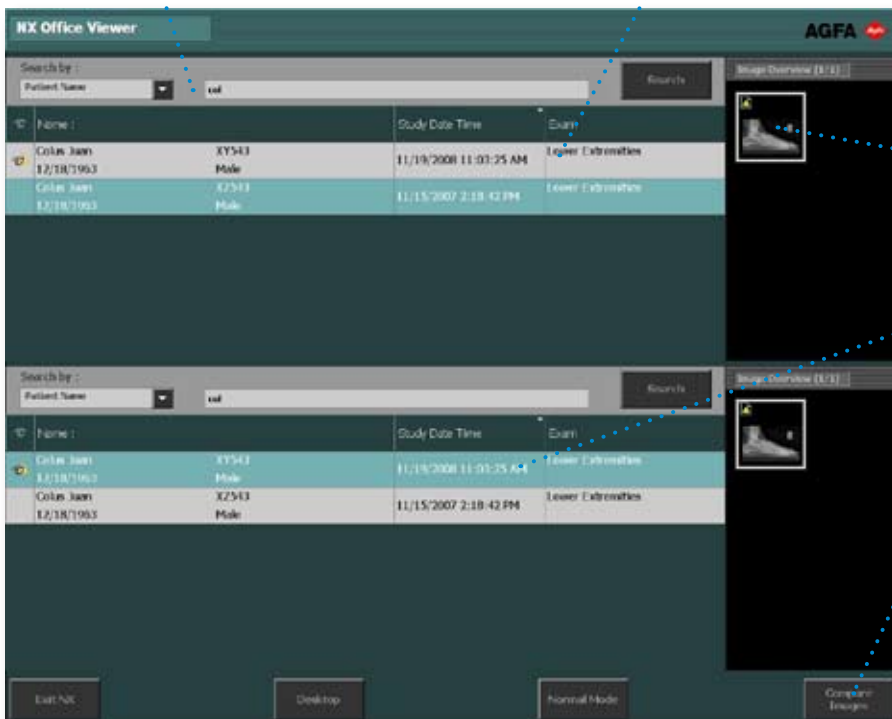 NX Office Viewer
AGFA
Search by :
Patient Name
col
Search
Image Overview (1/1)
Name :
Study Date Time
Exam
Colus Juan
XY543
11/19/2008 11:03:25 AM
Lower Extremities
12/18/1963
Male
Colus Juan
XZ543
11/15/2007 2:18:42 PM
Lower Extremities
12/18/1963
Male
Search by :
Patient Name
col
Search
Image Overview (1/1)
Name :
Study Date Time
Exam
Colus Juan
XY543
11/19/2008 11:03:25 AM
Lower Extremities
12/18/1963
Male
Colus Juan
XZ543
11/15/2007 2:18:42 PM
Lower Extremities
12/18/1963
Male
Exit NX
Desktop
Normal Mode
Compare
Images